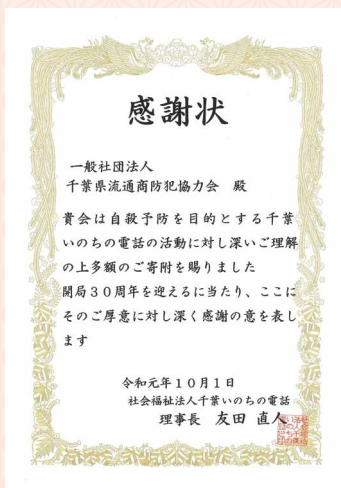 感謝状
一般社団法人
千葉県流通商防犯協力会　殿
貴会は自殺予防を目的とする千葉
いのちの電話の活動に対し深いご理解
の上多額のご寄附を賜りました
開局30周年を迎えるに当たり、ここに
そのご厚意に対し深く感謝の意を表し
ます
令和元年10月1日
社会福祉法人千葉いのちの電話
理事長　友田　直人